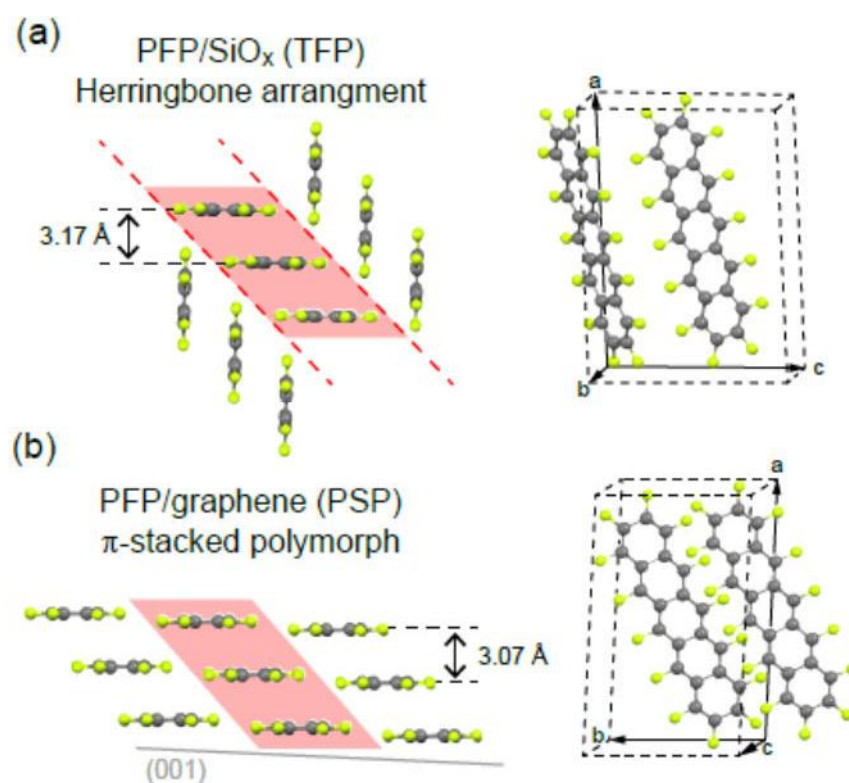 (a)
PFP/SiOx (TFP)
Herringbone arrangment
3.17 Å
a
b
c
(b)
PFP/graphene (PSP)
π-stacked polymorph
3.07 Å
(001)
a
b
c